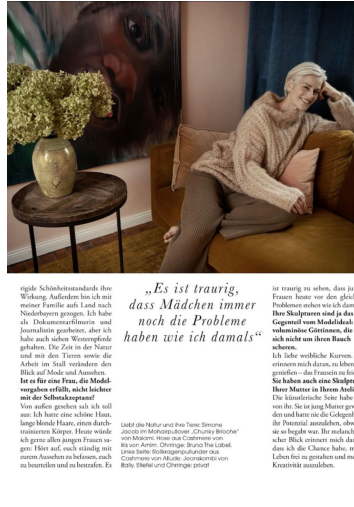 rigide Schönheitsstandards ihre
Wirkung. Außerdem bin ich mit
meiner Familie aufs Land nach
Niederbayern gezogen. Ich habe
als Dokumentarfilmerin und
Journalistin gearbeitet, aber ich
habe auch sieben Westernpferde
gehalten. Die Zeit in der Natur
und mit den Tieren sowie die
Arbeit im Stall verändern den
Blick auf Mode und Aussehen.
Ist es für eine Frau, die Model-
vorgaben erfüllt, nicht leichter
mit der Selbstakzeptanz?
Von außen gesehen sah ich toll
aus: Ich hatte eine schöne Haut,
lange blonde Haare, einen durch-
trainierten Körper. Heute würde
ich gerne allen jungen Frauen sa-
gen: Hört auf, euch ständig mit
eurem Aussehen zu befassen, euch
zu beurteilen und zu bestrafen. Es
„Es ist traurig,
dass Mädchen immer
noch die Probleme
haben wie ich damals“
Liebt die Natur und ihre Tiere: Simone
Jacob im Mohairpullover „Chunky Brioche“
von Maiami. Hose aus Cashmere von
Iris von Arnim. Ohrringe: Bruna The Label.
Linke Seite: Rollkragenpullunder aus
Cashmere von Allude. Jeanskombi von
Bally. Stiefel und Ohrringe: privat
ist traurig zu sehen, dass ju
Frauen heute vor den gleic
Problemen stehen wie ich dam
Ihre Skulpturen sind ja das
Gegenteil vom Modelideal:
voluminöse Göttinnen, die
sich nicht um ihren Bauch
scheren.
Ich liebe weibliche Kurven.
erinnern mich daran, zu leben
genießen – das Frausein zu fei
Sie haben auch eine Skulptu
Ihrer Mutter in Ihrem Ateli
Die künstlerische Seite habe
von ihr. Sie ist jung Mutter gewo
und hatte nie die Gelegenh
ihr Potenzial auszuleben, obw
sie so begabt war. Ihr melanch
scher Blick erinnert mich dar
dass ich die Chance habe, m
Leben frei zu gestalten und me
Kreativität auszuleben.